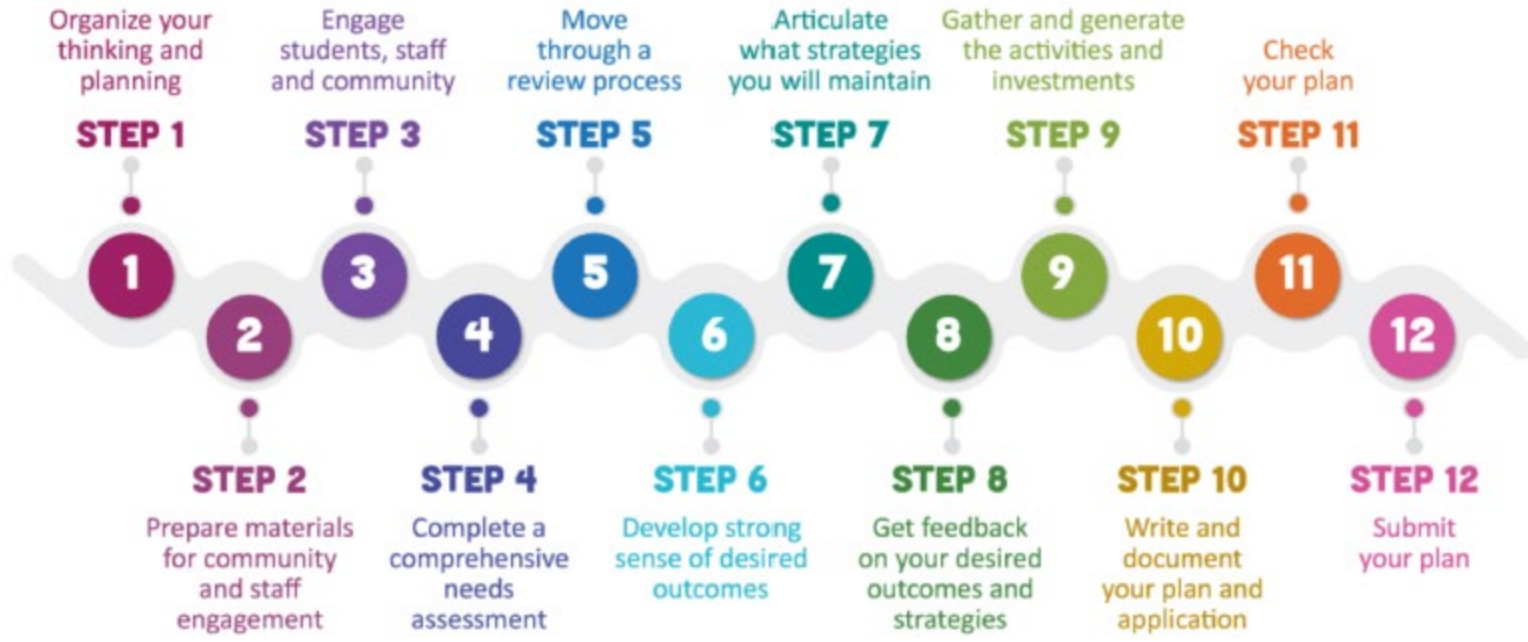 Organize your
thinking and
planning
STEP 1
1
2
STEP 2
Prepare materials
for community
and staff
engagement
Engage
students, staff
and community
STEP 3
3
4
STEP 4
Complete a
comprehensive
needs
assessment
Move
through a
review process
STEP 5
5
6
STEP 6
Develop strong
sense of desired
outcomes
Articulate
what strategies
you will maintain
STEP 7
7
8
STEP 8
Get feedback
on your desired
outcomes and
strategies
Gather and generate
the activities and
investments
STEP 9
9
10
STEP 10
Write and
document
your plan and
application
Check
your plan
STEP 11
11
12
STEP 12
Submit
your plan